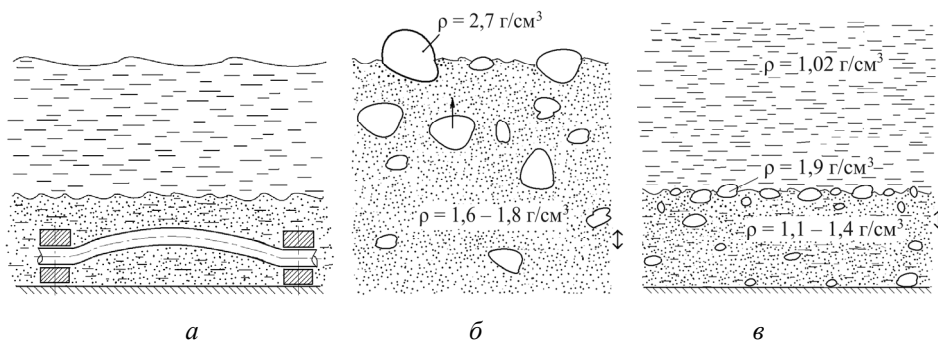 ρ = 2,7 г/см³
ρ = 1,6 – 1,8 г/см³
ρ = 1,02 г/см³
ρ = 1,9 г/см³
ρ = 1,1 – 1,4 г/см³
а
б
в